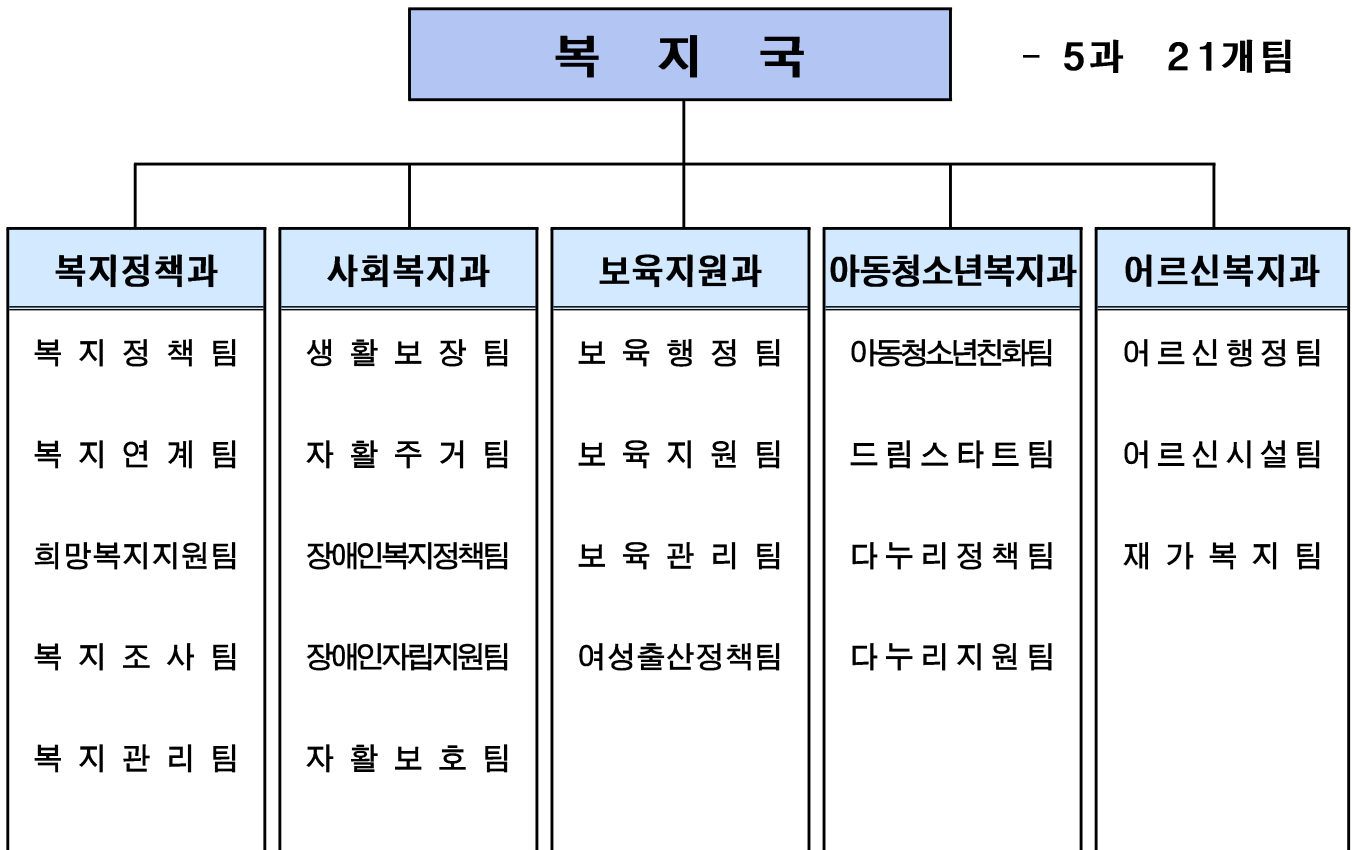 복 지 국
- 5과 21개팀
복지정책과
복지정책팀
복지연계팀
희망복지지원팀
복지조사팀
복지관리팀
사회복지과
생활보장팀
자활주거팀
장애인복지정책팀
장애인자립지원팀
자활보호팀
보육지원과
보육행정팀
보육지원팀
보육관리팀
여성출산정책팀
아동청소년복지과
아동청소년친화팀
드림스타트팀
다누리정책팀
다누리지원팀
어르신복지과
어르신행정팀
어르신시설팀
재가복지팀